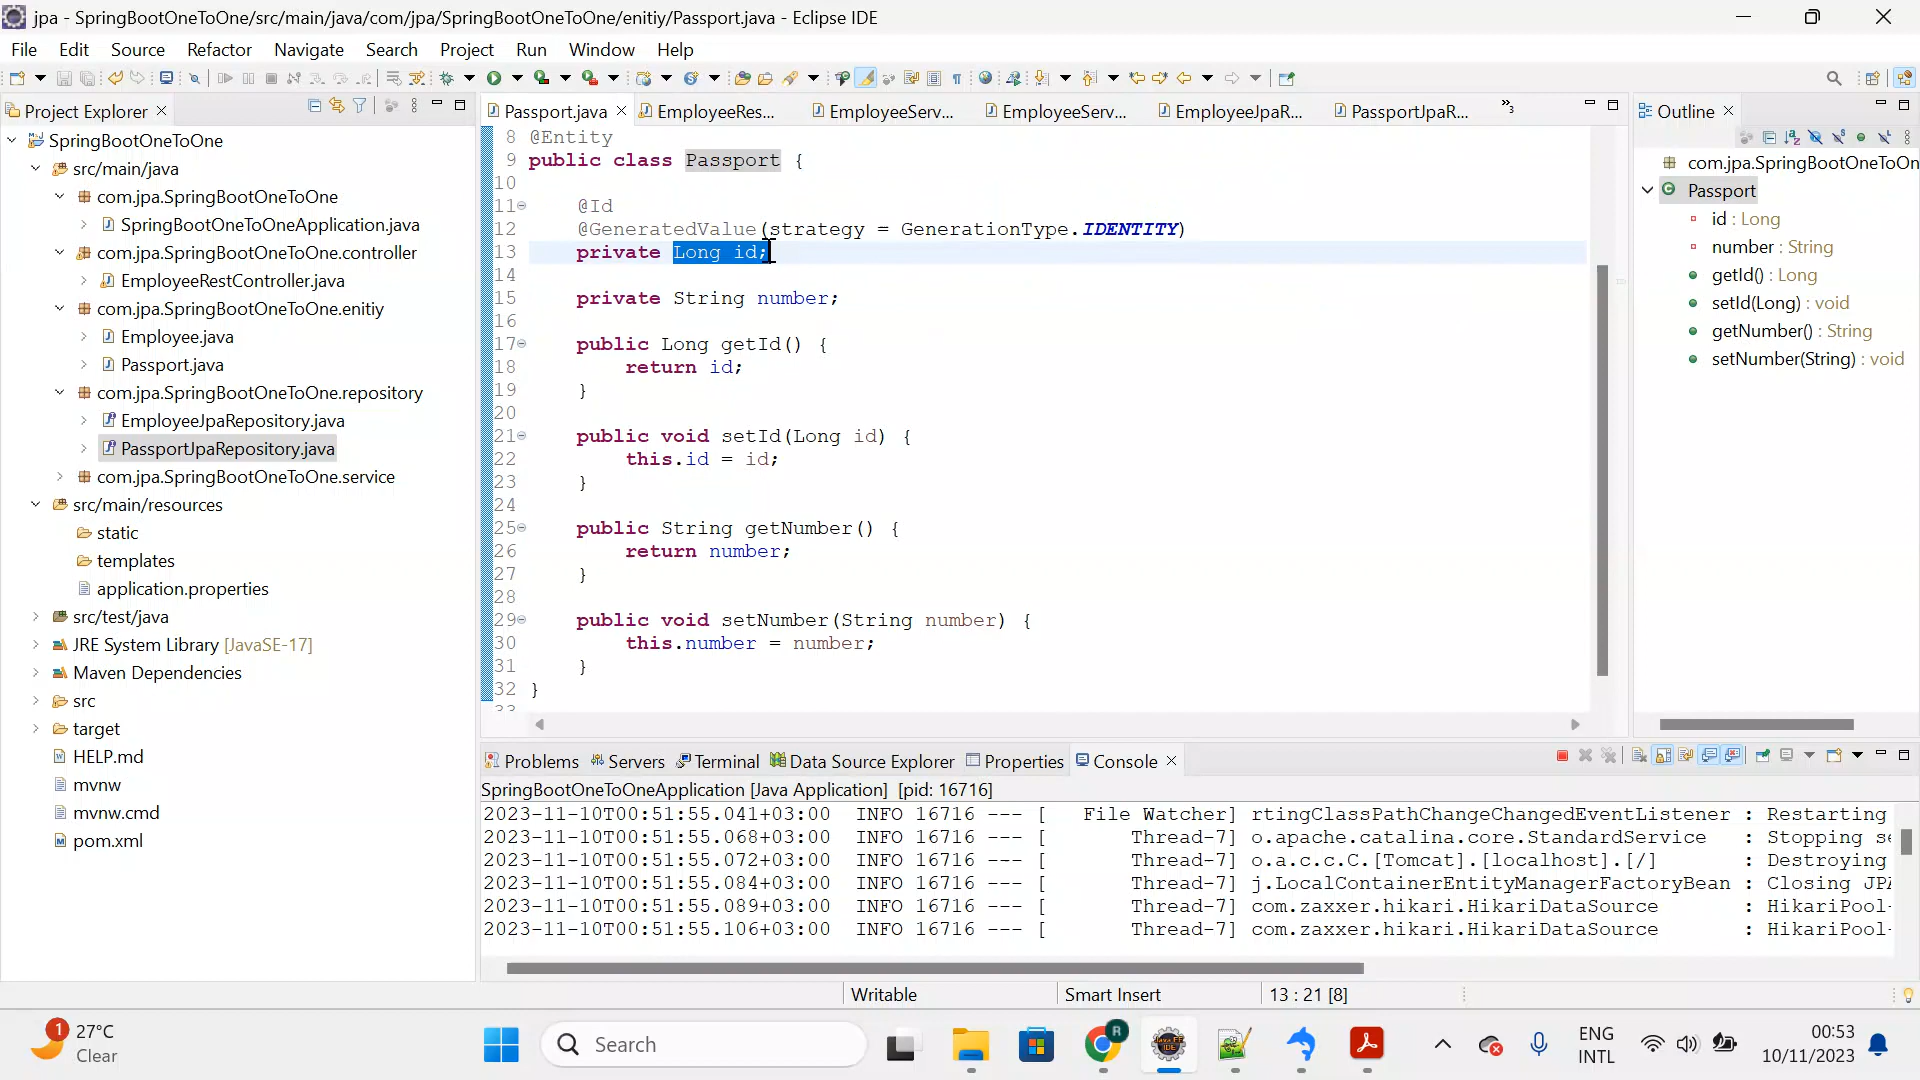 jpa - SpringBootOneToOne/src/main/java/com/jpa/SpringBootOneToOne/enitiy/Passport.java - Eclipse IDE
File Edit Source Refactor Navigate Search Project Run Window Help
Project Explorer
SpringBootOneToOne
src/main/java
com.jpa.SpringBootOneToOne
SpringBootOneToOneApplication.java
com.jpa.SpringBootOneToOne.controller
EmployeeRestController.java
com.jpa.SpringBootOneToOne.enitiy
Employee.java
Passport.java
com.jpa.SpringBootOneToOne.repository
EmployeeJpaRepository.java
PassportJpaRepository.java
com.jpa.SpringBootOneToOne.service
src/main/resources
static
templates
application.properties
src/test/java
JRE System Library [JavaSE-17]
Maven Dependencies
src
target
HELP.md
mvnw
mvnw.cmd
pom.xml
Passport.java EmployeeRes... EmployeeServ... EmployeeServ... EmployeeJpaR... PassportJpaR... »3
8 @Entity
9 public class Passport {
10
11 @Id
12 @GeneratedValue(strategy = GenerationType.IDENTITY)
13 private Long id;
14
15 private String number;
16
17 public Long getId() {
18 return id;
19 }
20
21 public void setId(Long id) {
22 this.id = id;
23 }
24
25 public String getNumber() {
26 return number;
27 }
28
29 public void setNumber(String number) {
30 this.number = number;
31 }
32 }
33
Outline
com.jpa.SpringBootOneToOn
Passport
id : Long
number : String
getId() : Long
setId(Long) : void
getNumber() : String
setNumber(String) : void
Problems Servers Terminal Data Source Explorer Properties Console
SpringBootOneToOneApplication [Java Application] [pid: 16716]
2023-11-10T00:51:55.041+03:00 INFO 16716 --- [ File Watcher] rtingClassPathChangeChangedEventListener : Restarting
2023-11-10T00:51:55.068+03:00 INFO 16716 --- [ Thread-7] o.apache.catalina.core.StandardService : Stopping se
2023-11-10T00:51:55.072+03:00 INFO 16716 --- [ Thread-7] o.a.c.c.C.[Tomcat].[localhost].[/] : Destroying
2023-11-10T00:51:55.084+03:00 INFO 16716 --- [ Thread-7] j.LocalContainerEntityManagerFactoryBean : Closing JPA
2023-11-10T00:51:55.089+03:00 INFO 16716 --- [ Thread-7] com.zaxxer.hikari.HikariDataSource : HikariPool-
2023-11-10T00:51:55.106+03:00 INFO 16716 --- [ Thread-7] com.zaxxer.hikari.HikariDataSource : HikariPool-
Writable Smart Insert 13 : 21 [8]
1 27°C
Clear
Search
R
ENG
INTL
00:53
10/11/2023